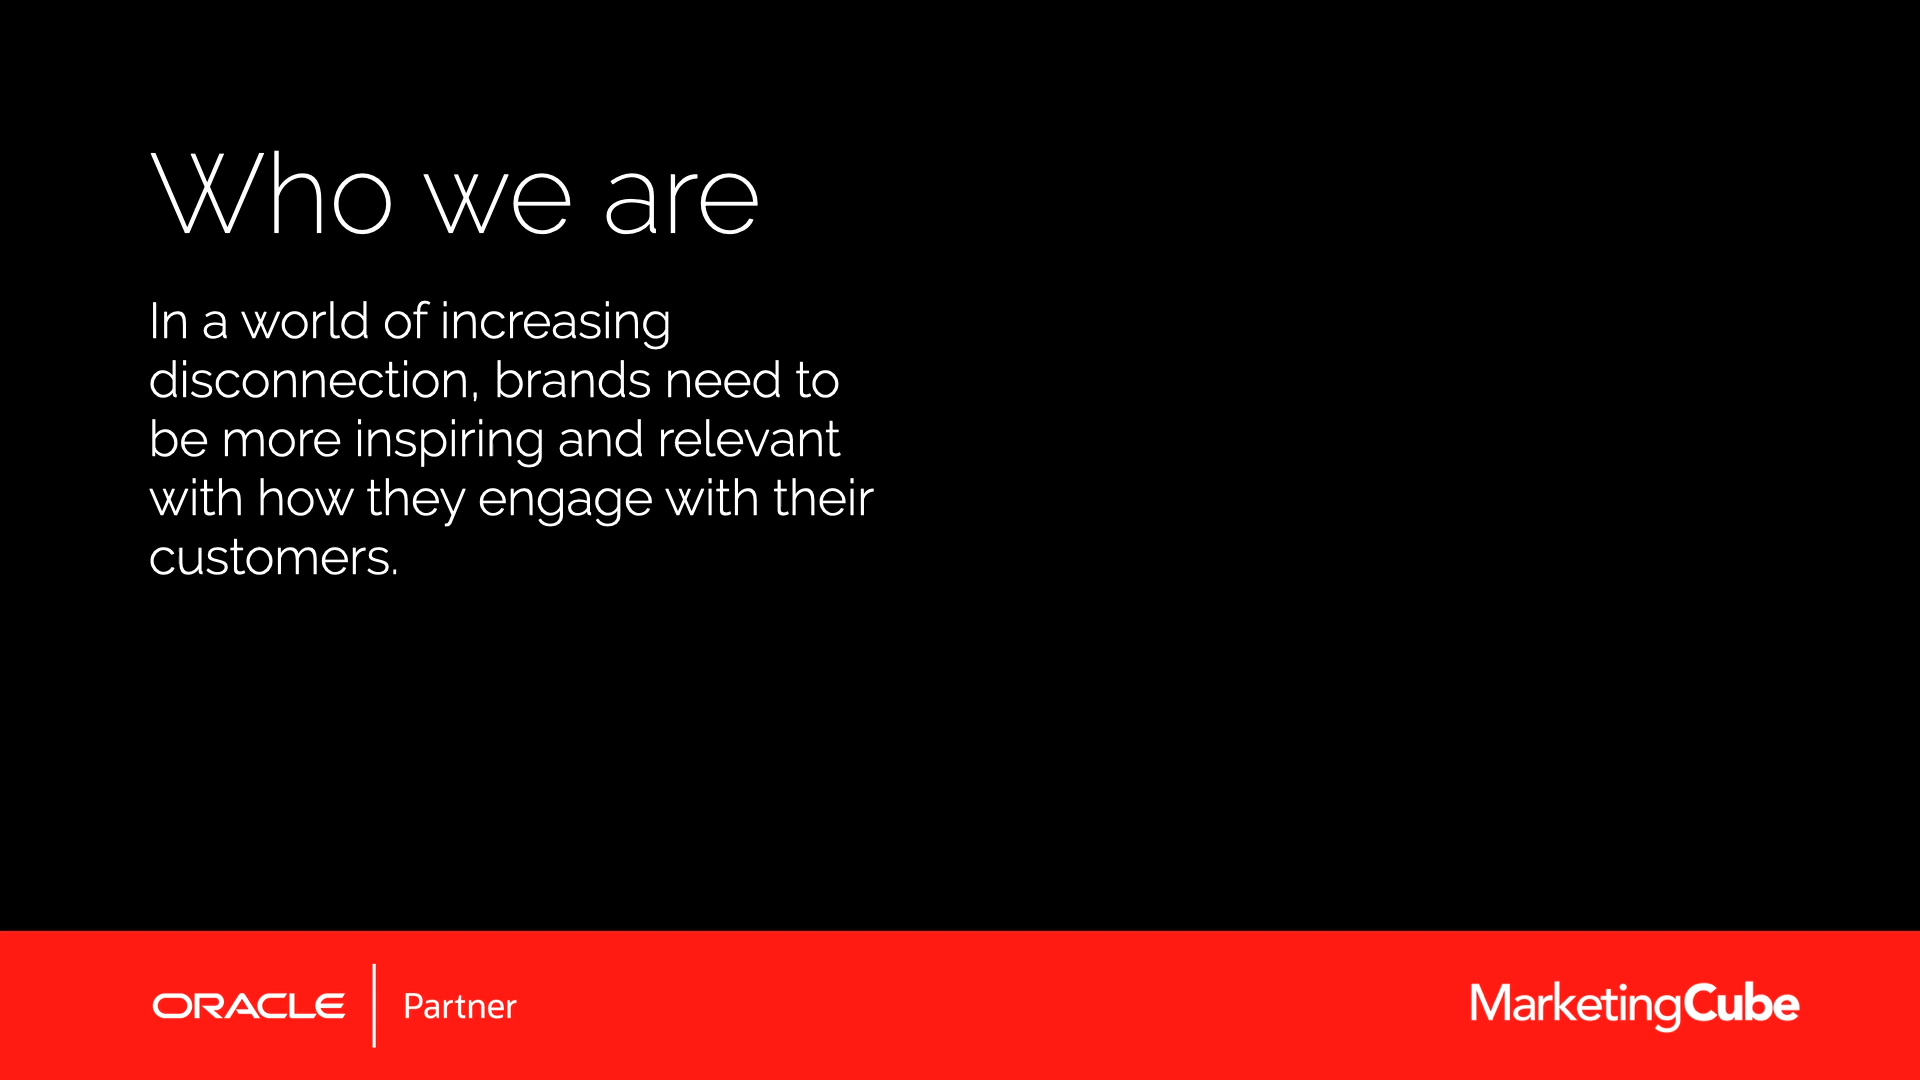 Who we are
In a world of increasing
disconnection, brands need to
be more inspiring and relevant
with how they engage with their
customers.
ORACLE | Partner
MarketingCube